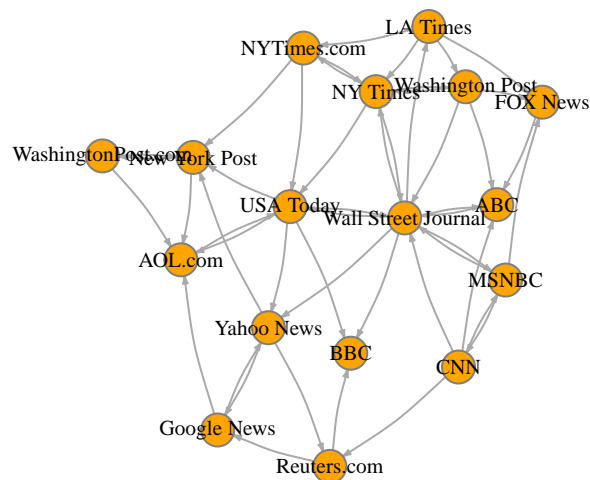 LA Times
NYTimes.com
NY Times
Washington Post
FOX News
WashingtonPost.com
New York Post
USA Today
Wall Street Journal
ABC
AOL.com
MSNBC
Yahoo News
BBC
CNN
Google News
Reuters.com